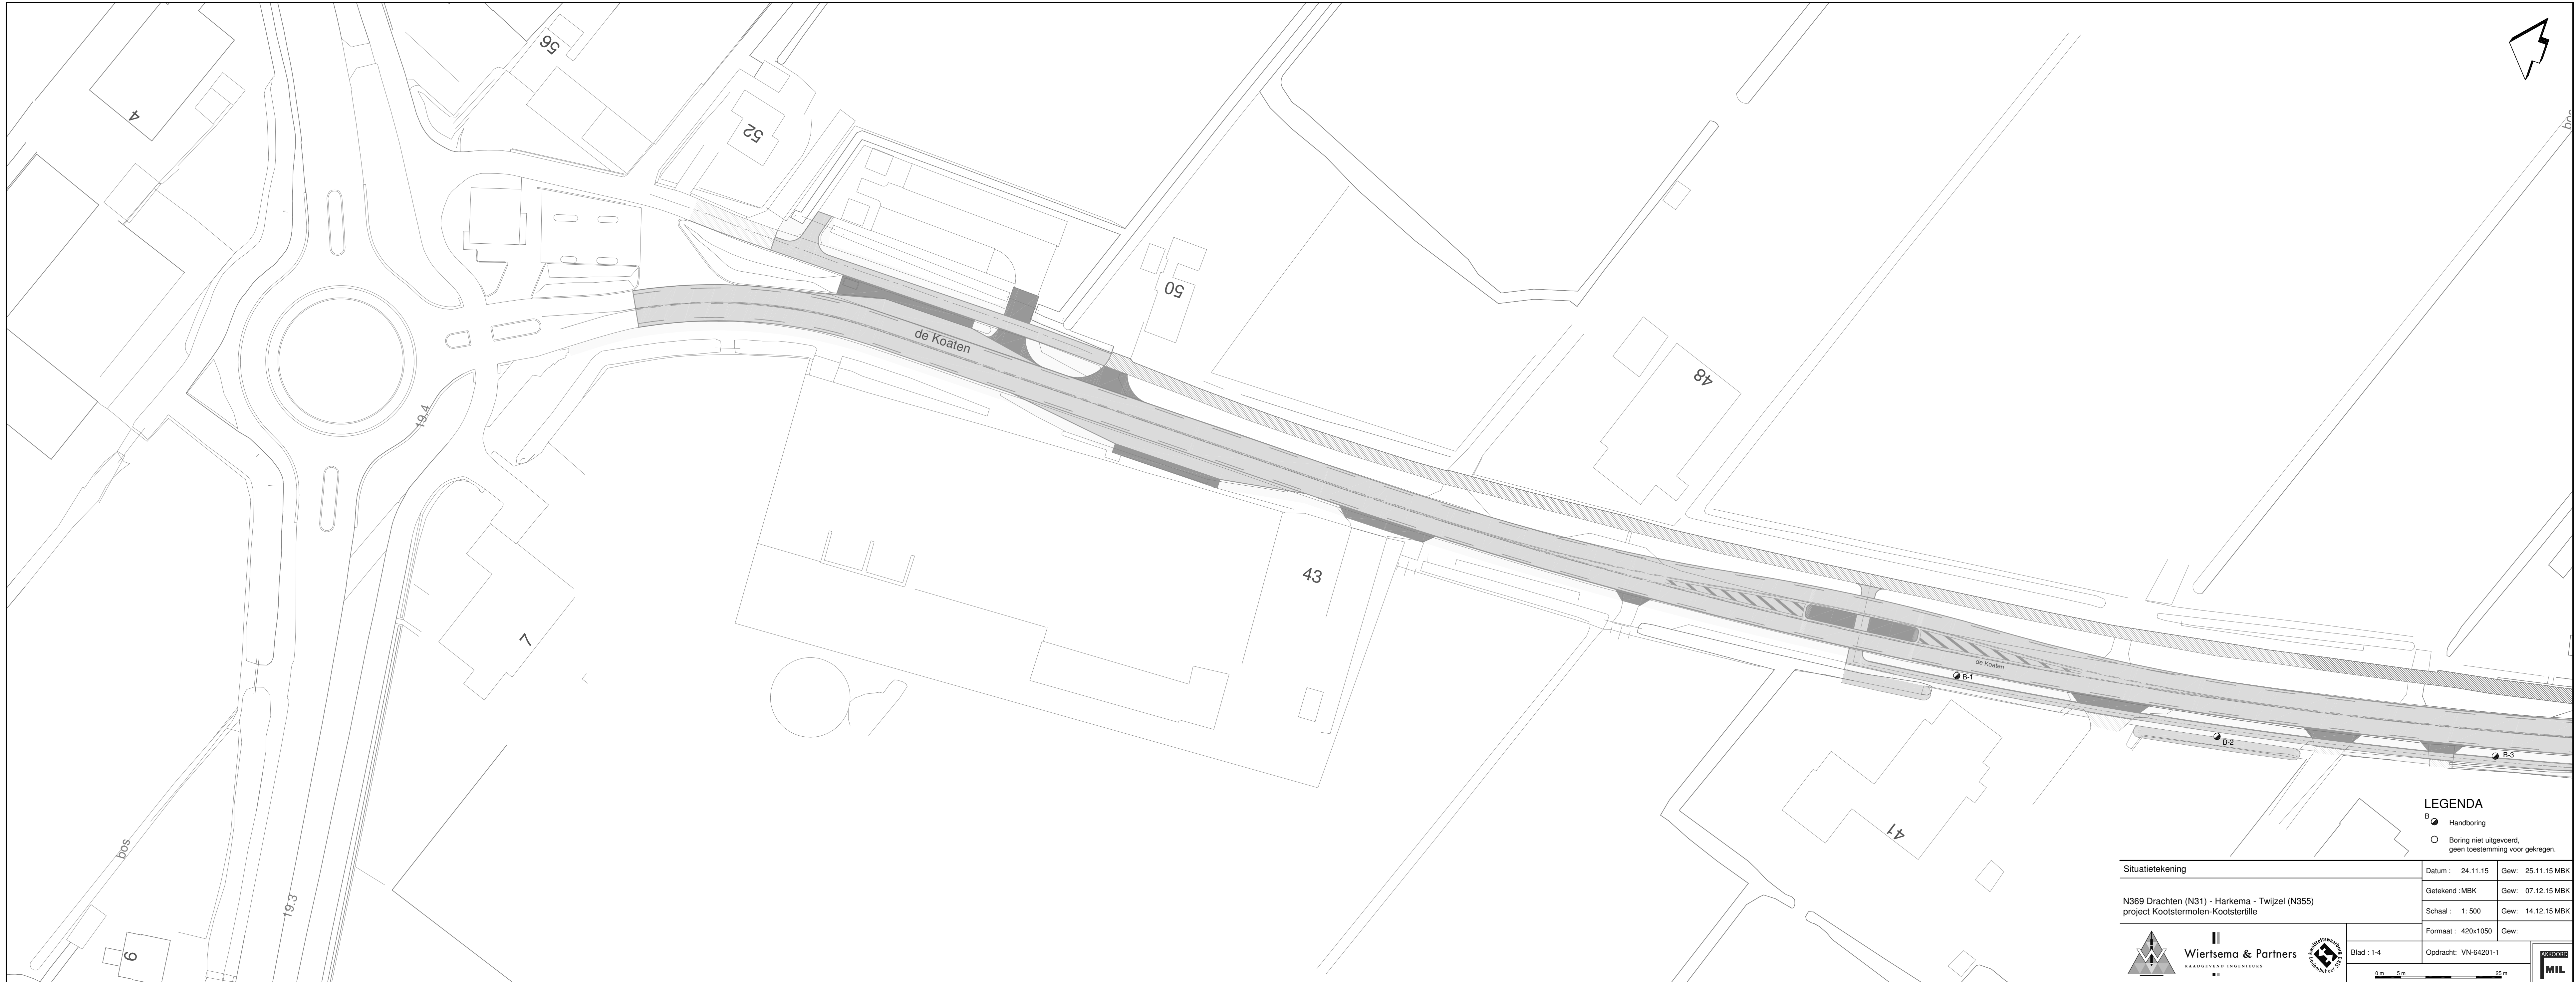 56
4
52
50
de Koaten
48
19.4
43
7
de Koaten
B-1
B-2
B-3
41
bos
19.3
9
LEGENDA
B
Handboring
Boring niet uitgevoerd,
geen toestemming voor gekregen.
Situatietekening
Datum : 24.11.15
Gew: 25.11.15 MBK
Getekend : MBK
Gew: 07.12.15 MBK
N369 Drachten (N31) - Harkema - Twijzel (N355)
project Kootstermolen-Kootstertille
Schaal : 1: 500
Gew: 14.12.15 MBK
Formaat : 420x1050
Gew:
Wiertsema & Partners
RAADGEVEND INGENIEURS
Blad : 1-4
Opdracht: VN-64201-1
0 m 5 m 25 m
AKKOORD
MIL